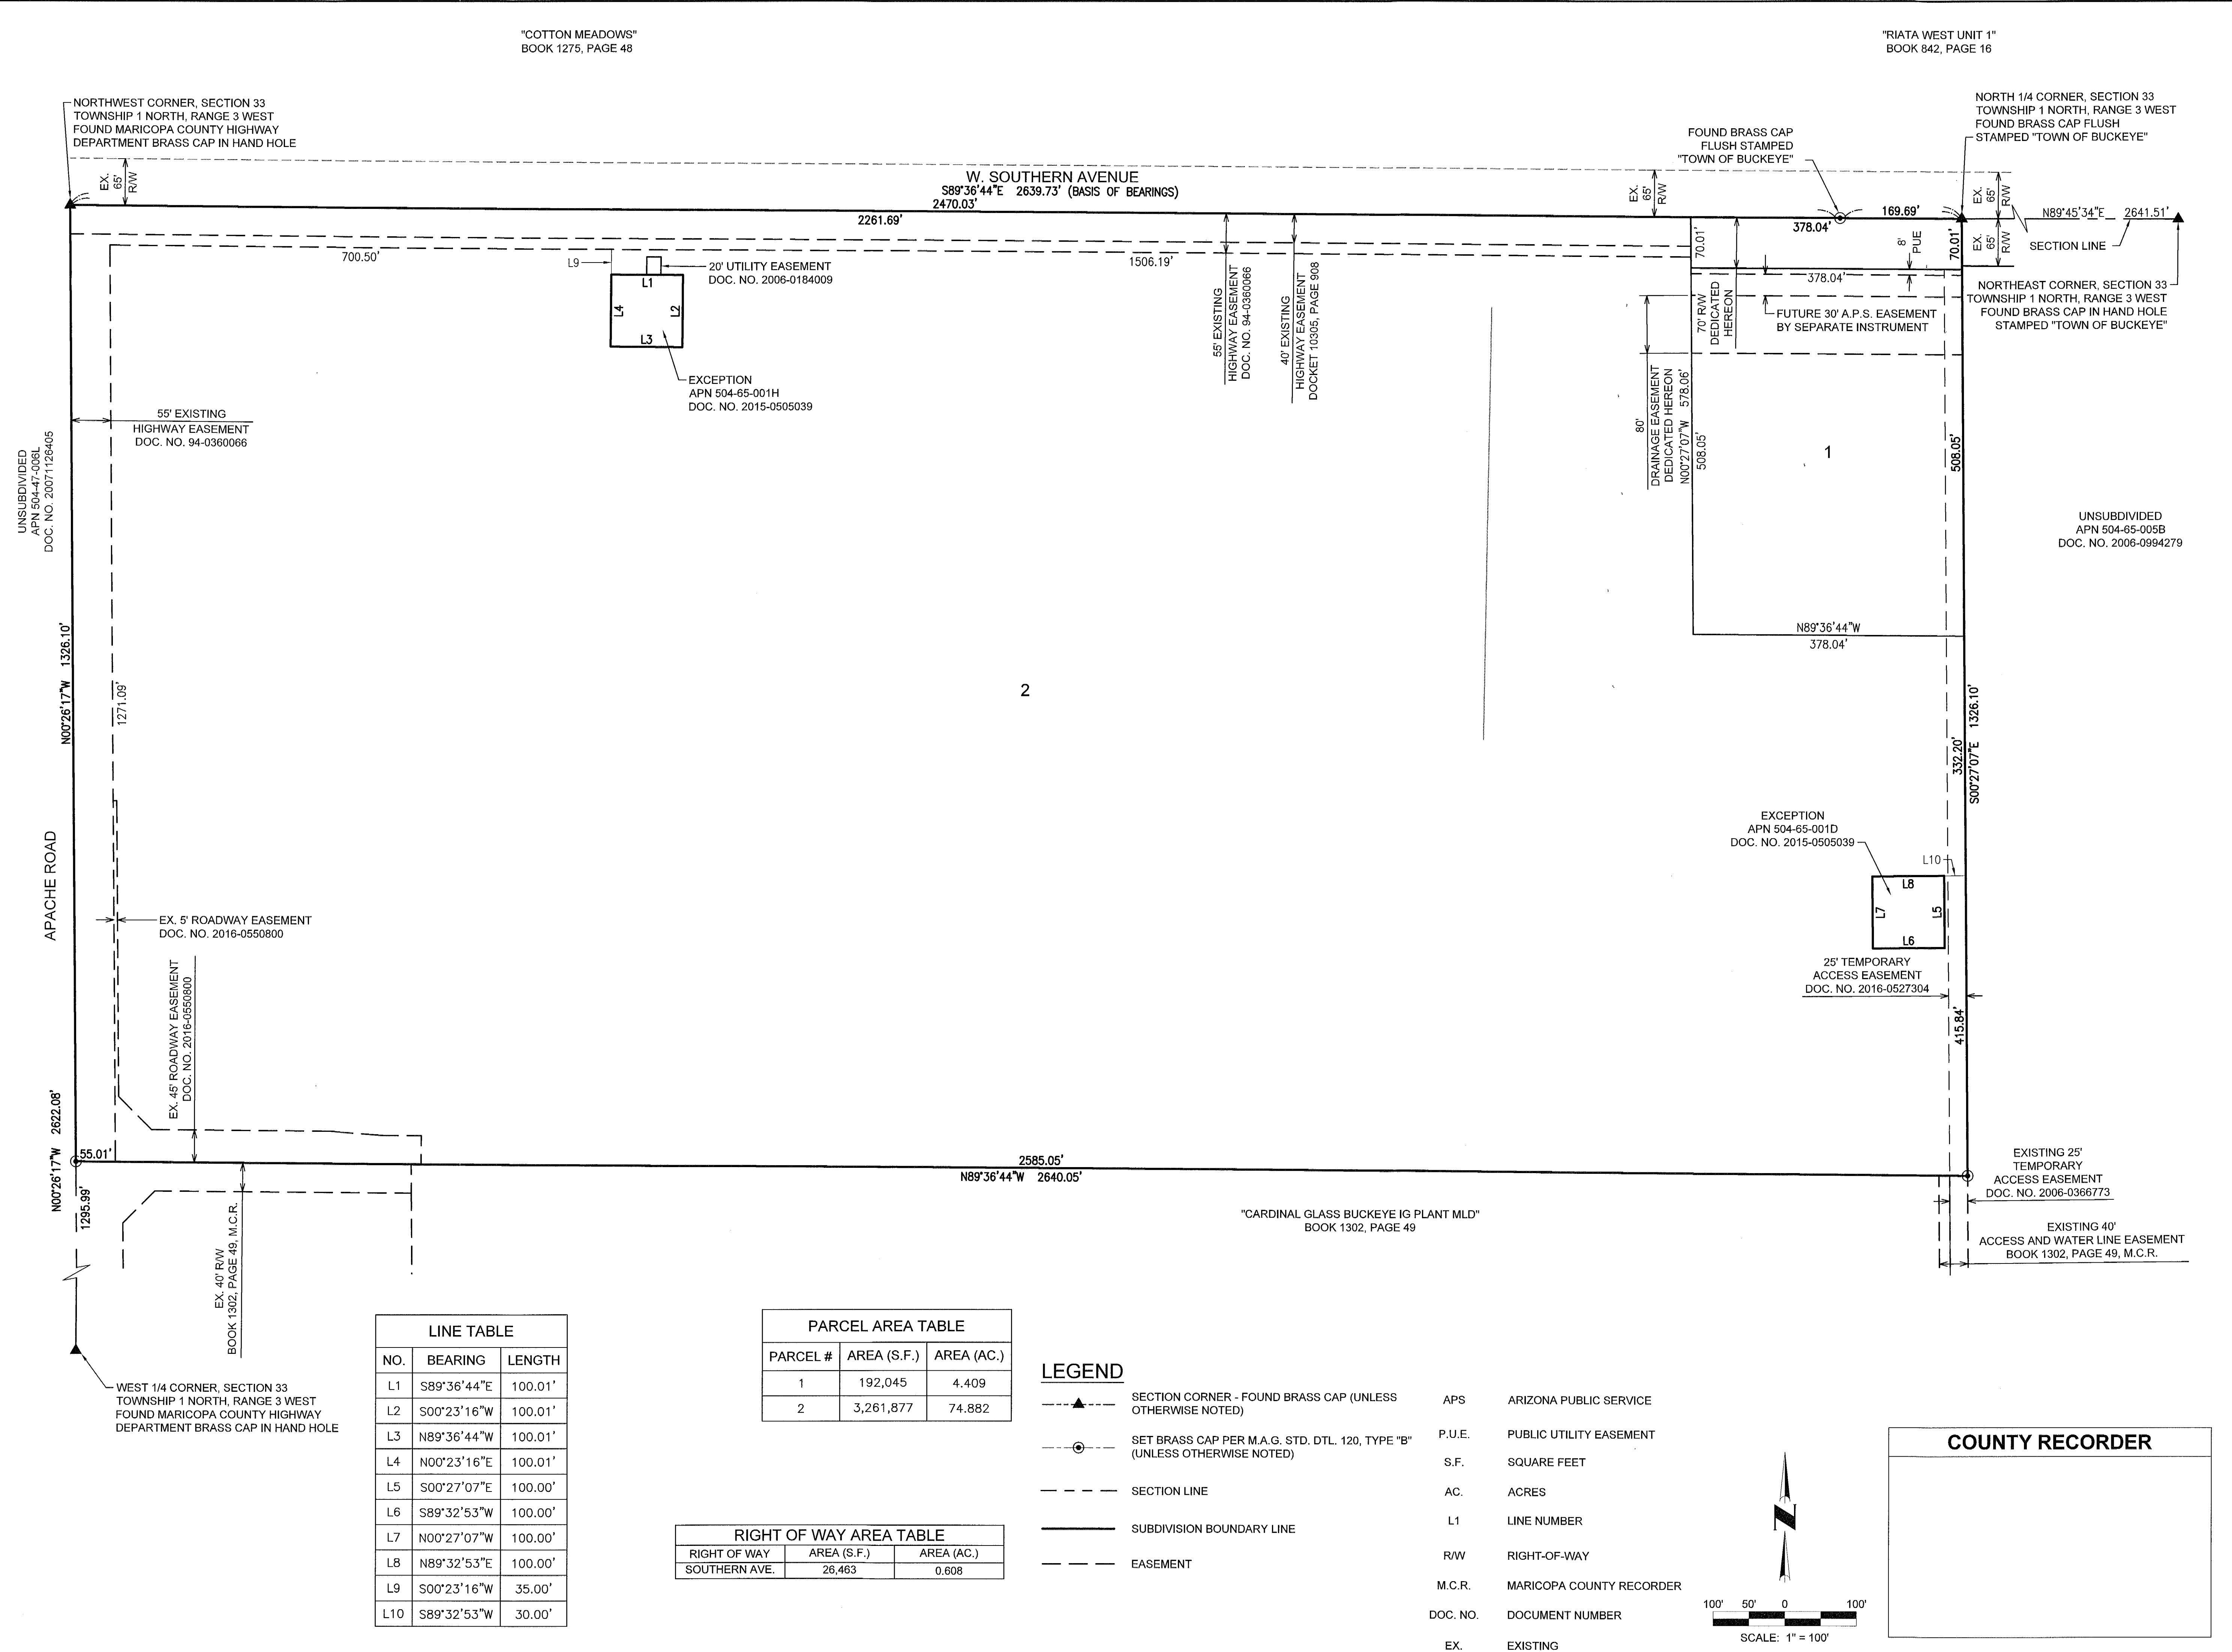 "COTTON MEADOWS"
BOOK 1275, PAGE 48
"RIATA WEST UNIT 1"
BOOK 842, PAGE 16
NORTHWEST CORNER, SECTION 33
TOWNSHIP 1 NORTH, RANGE 3 WEST
FOUND MARICOPA COUNTY HIGHWAY
DEPARTMENT BRASS CAP IN HAND HOLE
NORTH 1/4 CORNER, SECTION 33
TOWNSHIP 1 NORTH, RANGE 3 WEST
FOUND BRASS CAP FLUSH
STAMPED "TOWN OF BUCKEYE"
FOUND BRASS CAP
FLUSH STAMPED
"TOWN OF BUCKEYE"
EX.
65'
R/W
W. SOUTHERN AVENUE
S89°36'44"E 2639.73' (BASIS OF BEARINGS)
2470.03'
2261.69'
EX.
65'
R/W
169.69'
378.04'
EX.
65'
R/W
N89°45'34"E 2641.51'
SECTION LINE
EX.
65'
R/W
70.01'
8'
PUE
70.01'
378.04'
700.50'
L9
20' UTILITY EASEMENT
DOC. NO. 2006-0184009
1506.19'
L1
L2
L3
L4
EXCEPTION
APN 504-65-001H
DOC. NO. 2015-0505039
55' EXISTING
HIGHWAY EASEMENT
DOC. NO. 94-0360066
40' EXISTING
HIGHWAY EASEMENT
DOCKET 10305, PAGE 908
70' R/W
DEDICATED
HEREON
FUTURE 30' A.P.S. EASEMENT
BY SEPARATE INSTRUMENT
NORTHEAST CORNER, SECTION 33
TOWNSHIP 1 NORTH, RANGE 3 WEST
FOUND BRASS CAP IN HAND HOLE
STAMPED "TOWN OF BUCKEYE"
80'
DRAINAGE EASEMENT
DEDICATED HEREON
N00°27'07"W 578.06'
508.05'
1
508.05'
55' EXISTING
HIGHWAY EASEMENT
DOC. NO. 94-0360066
UNSUBDIVIDED
APN 504-47-006L
DOC. NO. 20071126405
UNSUBDIVIDED
APN 504-65-005B
DOC. NO. 2006-0994279
N00°26'17"W 1326.10'
1271.09'
2
N89°36'44"W
378.04'
332.20'
S00°27'07"E 1326.10'
APACHE ROAD
EX. 5' ROADWAY EASEMENT
DOC. NO. 2016-0550800
EXCEPTION
APN 504-65-001D
DOC. NO. 2015-0505039
L10
L8
L7
L5
L6
25' TEMPORARY
ACCESS EASEMENT
DOC. NO. 2016-0527304
415.84'
EX. 45' ROADWAY EASEMENT
DOC. NO. 2016-0550800
N00°26'17"W 2622.08'
55.01'
1295.99'
2585.05'
N89°36'44"W 2640.05'
EX. 40' R/W
BOOK 1302, PAGE 49, M.C.R.
"CARDINAL GLASS BUCKEYE IG PLANT MLD"
BOOK 1302, PAGE 49
EXISTING 25'
TEMPORARY
ACCESS EASEMENT
DOC. NO. 2006-0366773
EXISTING 40'
ACCESS AND WATER LINE EASEMENT
BOOK 1302, PAGE 49, M.C.R.
WEST 1/4 CORNER, SECTION 33
TOWNSHIP 1 NORTH, RANGE 3 WEST
FOUND MARICOPA COUNTY HIGHWAY
DEPARTMENT BRASS CAP IN HAND HOLE
LINE TABLE
NO. BEARING LENGTH
L1 S89°36'44"E 100.01'
L2 S00°23'16"W 100.01'
L3 N89°36'44"W 100.01'
L4 N00°23'16"E 100.01'
L5 S00°27'07"E 100.00'
L6 S89°32'53"W 100.00'
L7 N00°27'07"W 100.00'
L8 N89°32'53"E 100.00'
L9 S00°23'16"W 35.00'
L10 S89°32'53"W 30.00'
PARCEL AREA TABLE
PARCEL # AREA (S.F.) AREA (AC.)
1 192,045 4.409
2 3,261,877 74.882
RIGHT OF WAY AREA TABLE
RIGHT OF WAY AREA (S.F.) AREA (AC.)
SOUTHERN AVE. 26,463 0.608
LEGEND
SECTION CORNER - FOUND BRASS CAP (UNLESS
OTHERWISE NOTED)
SET BRASS CAP PER M.A.G. STD. DTL. 120, TYPE "B"
(UNLESS OTHERWISE NOTED)
SECTION LINE
SUBDIVISION BOUNDARY LINE
EASEMENT
APS ARIZONA PUBLIC SERVICE
P.U.E. PUBLIC UTILITY EASEMENT
S.F. SQUARE FEET
AC. ACRES
L1 LINE NUMBER
R/W RIGHT-OF-WAY
M.C.R. MARICOPA COUNTY RECORDER
DOC. NO. DOCUMENT NUMBER
EX. EXISTING
N
100' 50' 0 100'
SCALE: 1" = 100'
COUNTY RECORDER